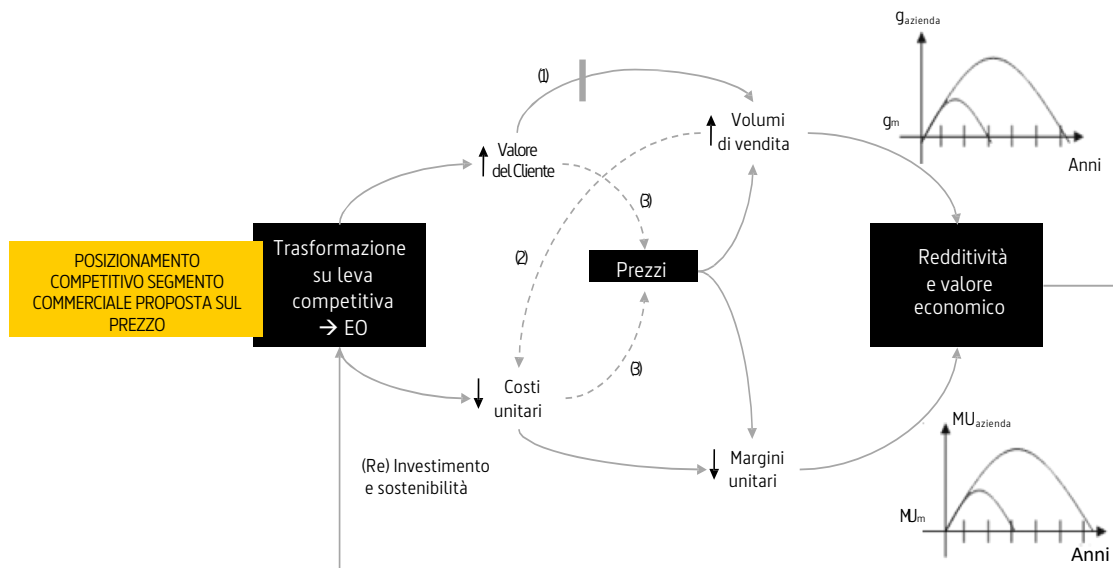 gazienda
gm
Anni
(1)
Volumi
di vendita
Valore
del Cliente
(3)
(2)
POSIZIONAMENTO
COMPETITIVO SEGMENTO
COMMERCIALE PROPOSTA SUL
PREZZO
Trasformazione
su leva
competitiva
→ EO
Prezzi
Redditività
e valore
economico
(3)
Costi
unitari
(Re) Investimento
e sostenibilità
Margini
unitari
MUazienda
MUm
Anni